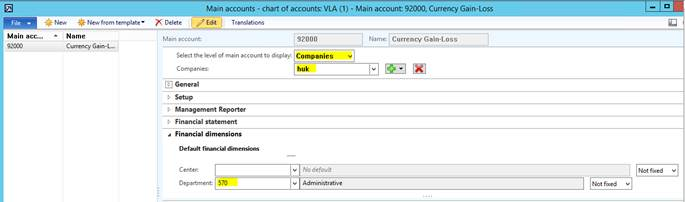 Main accounts - chart of accounts: VLA (1) - Main account: 92000, Currency Gain-Loss
File New New from template Delete Edit Translations
Main acc... Name
92000 Currency Gain-L...
Main account: 92000 Name: Currency Gain-Loss
Select the level of main account to display: Companies
Companies: huk
General
Setup
Management Reporter
Financial statement
Financial dimensions
Default financial dimensions
Center: No default Not fixed
Department: 570 Administrative Not fixed